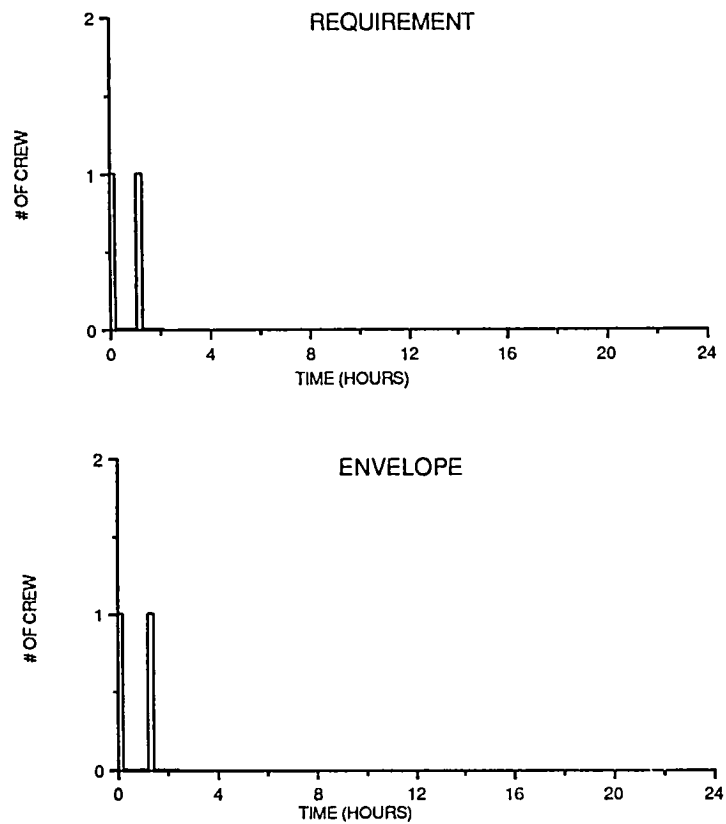 REQUIREMENT
2
1
0
# OF CREW
0 4 8 12 16 20 24
TIME (HOURS)
ENVELOPE
2
1
0
# OF CREW
0 4 8 12 16 20 24
TIME (HOURS)